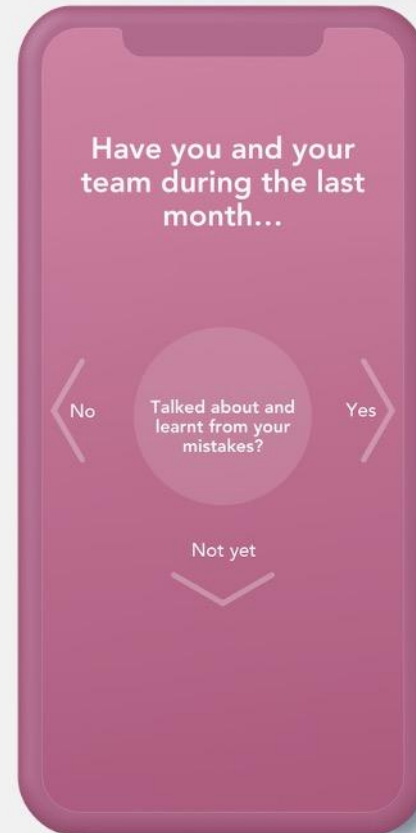 Have you and your
team during the last
month...
No
Talked about and
learnt from your
mistakes?
Yes
Not yet